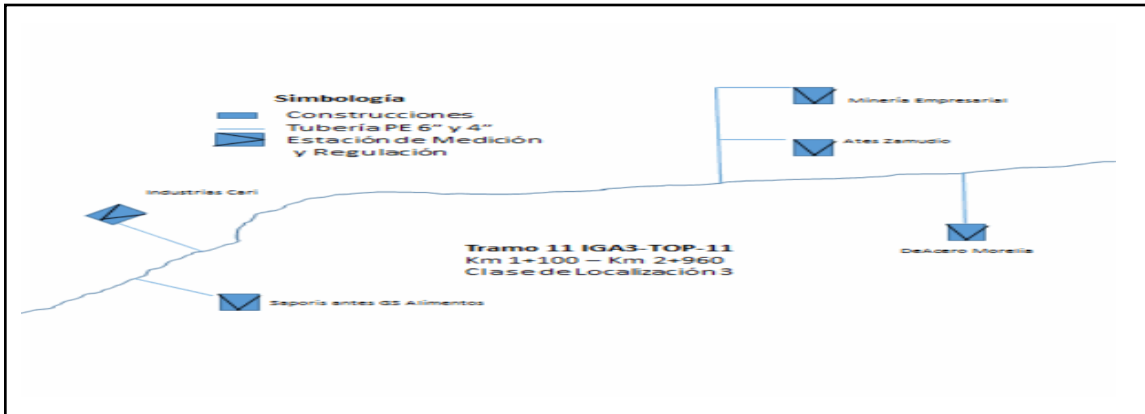 Simbología
Construcciones
Tubería PE 6" y 4"
Estación de Medición
y Regulación
Minería Empresarial
Ates Zamudio
Industrias Cari
Tramo 11 IGA3-TOP-11
Km 1+100 – Km 2+960
Clase de Localización 3
DeAcero Morelia
Saporis antes GS Alimentos